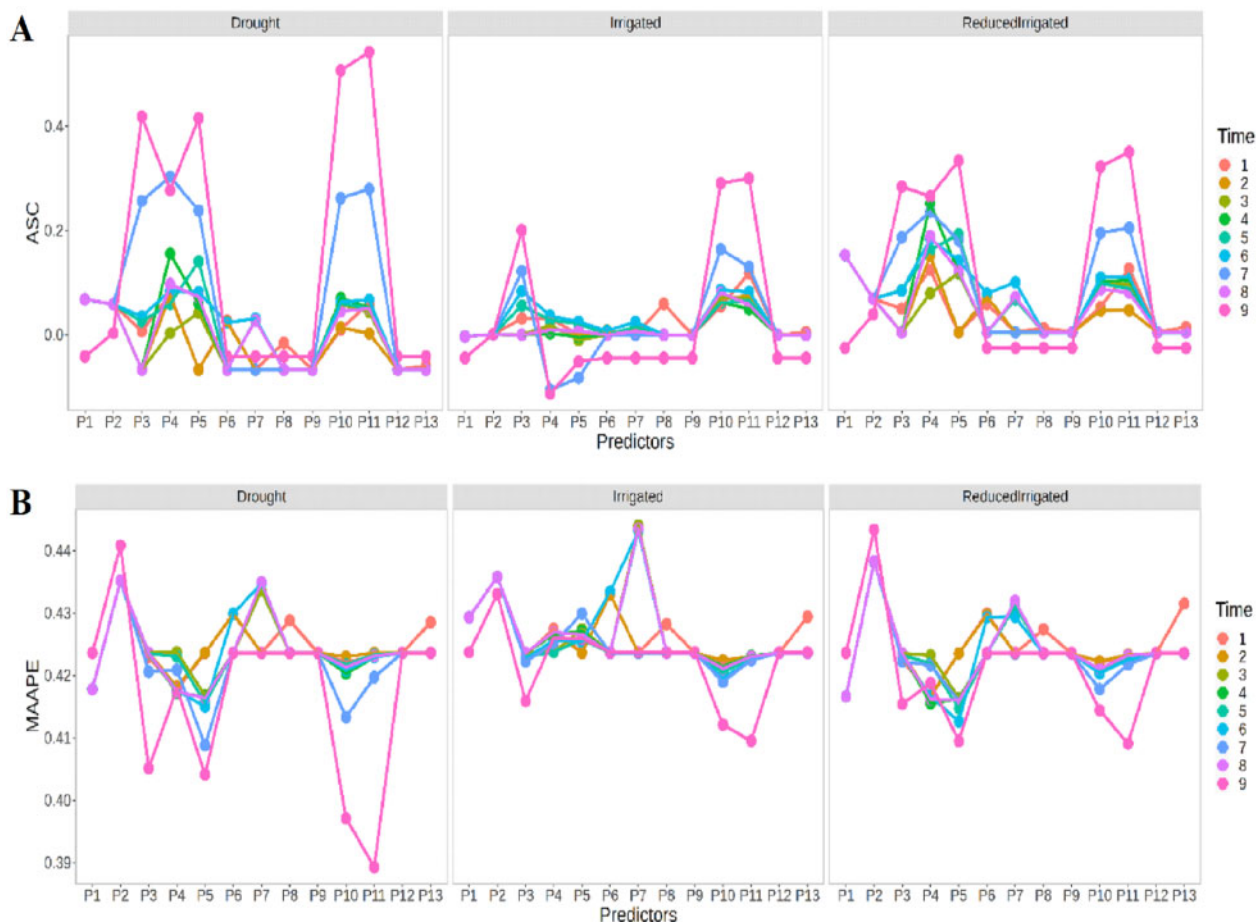 A
Drought Irrigated ReducedIrrigated
ASC
0.4
0.2
0.0
P1 P2 P3 P4 P5 P6 P7 P8 P9 P10 P11 P12 P13 P1 P2 P3 P4 P5 P6 P7 P8 P9 P10 P11 P12 P13 P1 P2 P3 P4 P5 P6 P7 P8 P9 P10 P11 P12 P13
Predictors
Time
1
2
3
4
5
6
7
8
9
B
Drought Irrigated ReducedIrrigated
MAAPE
0.44
0.43
0.42
0.41
0.40
0.39
P1 P2 P3 P4 P5 P6 P7 P8 P9 P10 P11 P12 P13 P1 P2 P3 P4 P5 P6 P7 P8 P9 P10 P11 P12 P13 P1 P2 P3 P4 P5 P6 P7 P8 P9 P10 P11 P12 P13
Predictors
Time
1
2
3
4
5
6
7
8
9